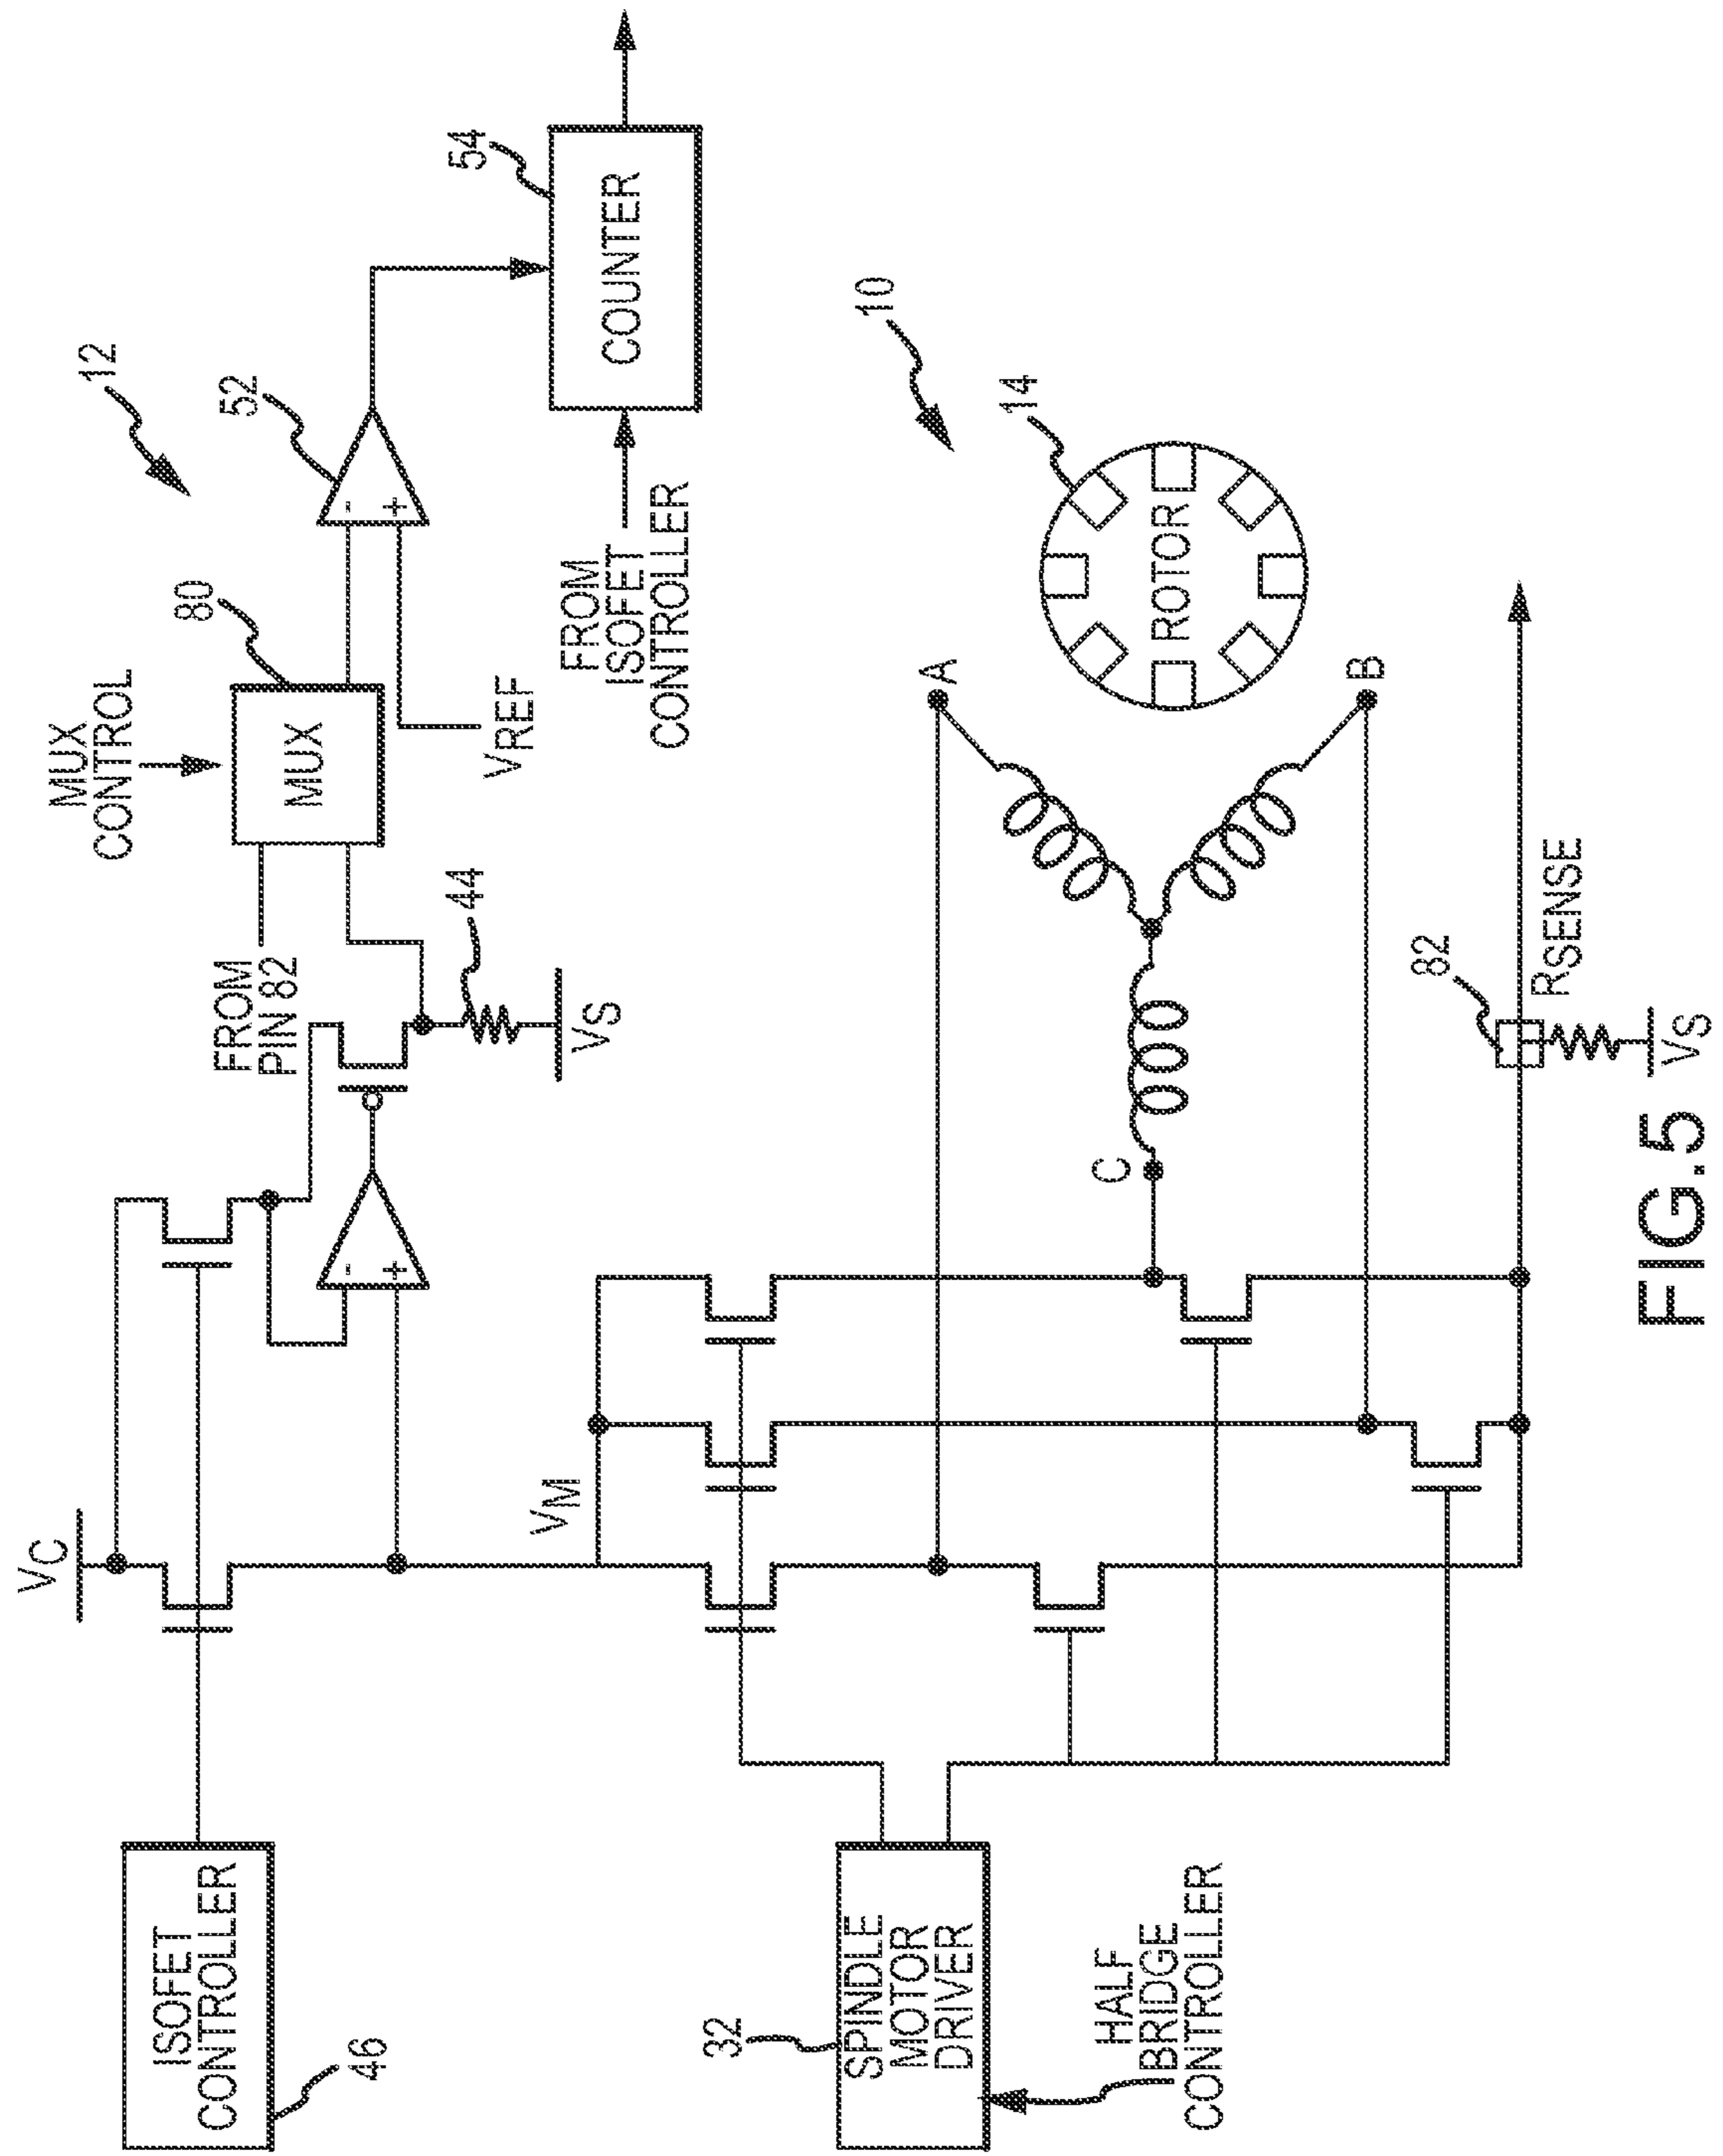 ISOFET
CONTROLLER
46
VC
12
MUX
CONTROL
MUX
80
FROM
PIN 82
44
VS
-
+
52
-
+
VREF
54
COUNTER
FROM
ISOFET
CONTROLLER
VM
32
SPINDLE
MOTOR
DRIVER
HALF
BRIDGE
CONTROLLER
A
B
C
10
14
ROTOR
82
RSENSE
VS
FIG.5